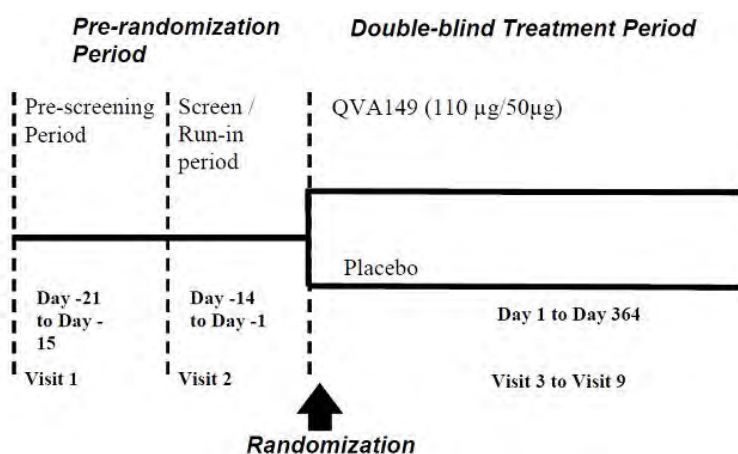 Pre-randomization
Period
Double-blind Treatment Period
Pre-screening
Period
Screen /
Run-in
period
QVA149 (110 µg/50µg)
Placebo
Day -21
to Day -
15
Day -14
to Day -1
Day 1 to Day 364
Visit 1
Visit 2
Visit 3 to Visit 9
Randomization